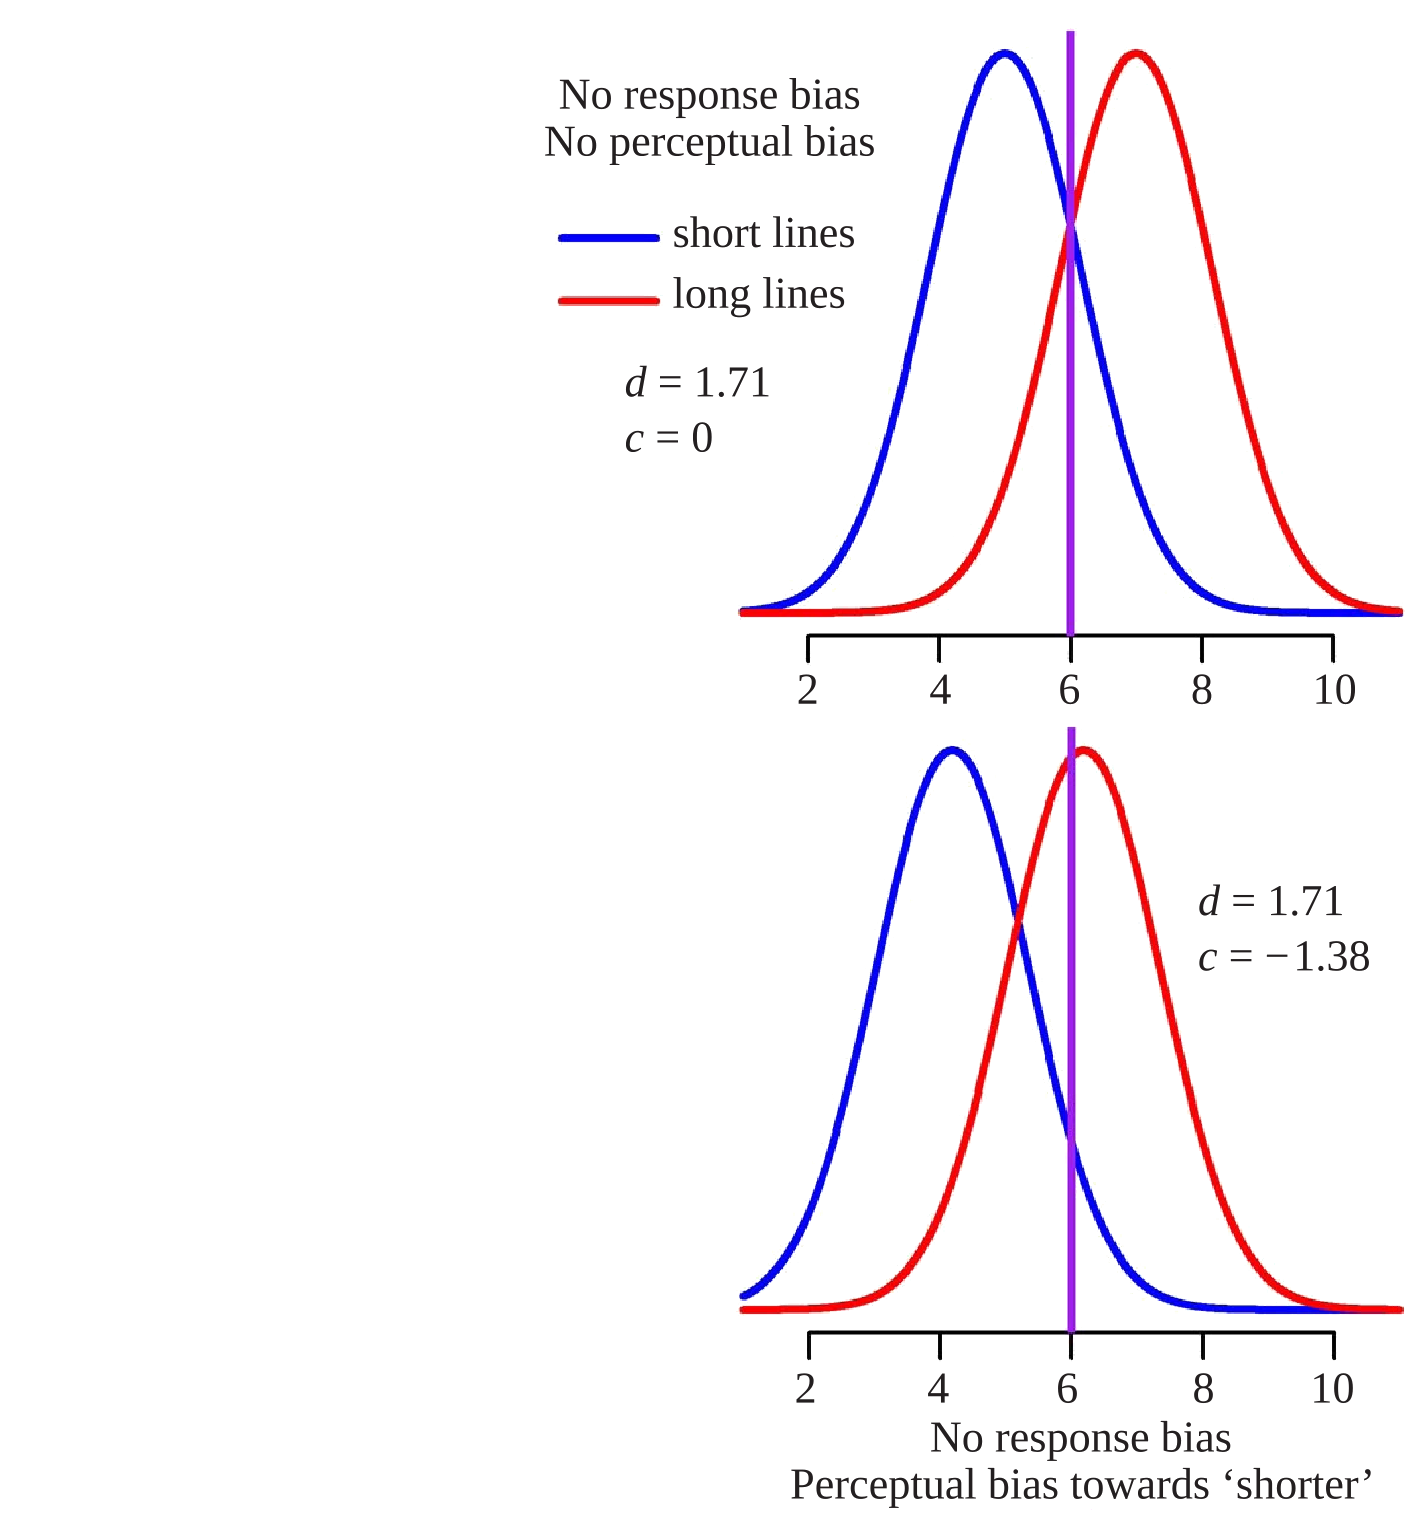 No response bias
No perceptual bias
short lines
long lines
d = 1.71
c = 0
2 4 6 8 10
d = 1.71
c = −1.38
2 4 6 8 10
No response bias
Perceptual bias towards ‘shorter’